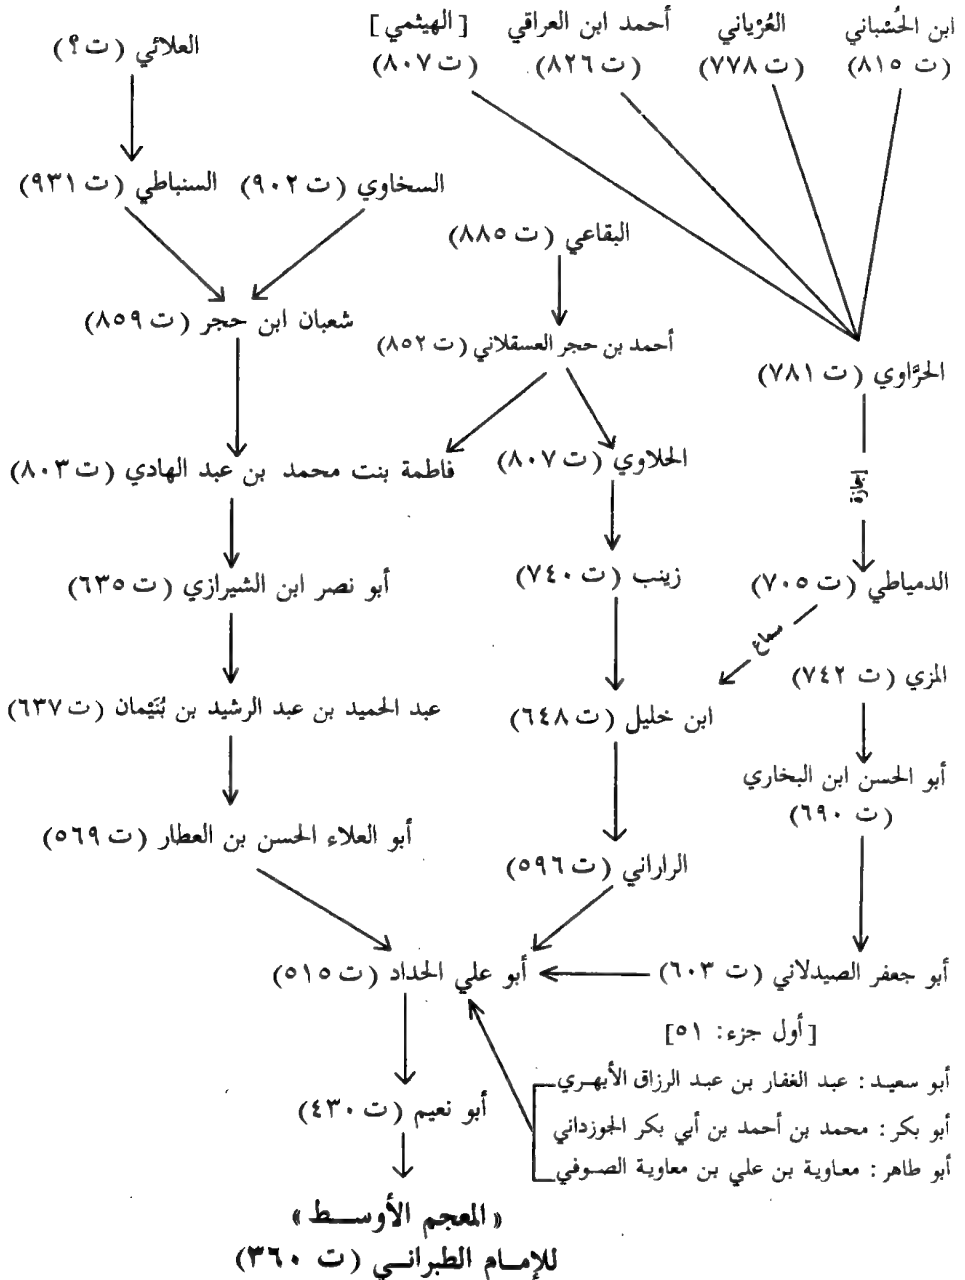 ابن الحُسْباني
(ت ٨١٥)
العُرْياني
(ت ٧٧٨)
أحمد ابن العراقي
(ت ٨٢٦)
[الهيثمي]
(ت ٨٠٧)
العلائي (ت ؟)
السخاوي (ت ٩٠٢)
السنباطي (ت ٩٣١)
البقاعي (ت ٨٨٥)
شعبان ابن حجر (ت ٨٥٩)
أحمد بن حجر العسقلاني (ت ٨٥٢)
الحرَّاوي (ت ٧٨١)
إجازة
الحلاوي (ت ٨٠٧)
فاطمة بنت محمد بن عبد الهادي (ت ٨٠٣)
الدمياطي (ت ٧٠٥)
سماع
زينب (ت ٧٤٠)
أبو نصر ابن الشيرازي (ت ٦٣٥)
المزي (ت ٧٤٢)
ابن خليل (ت ٦٤٨)
عبد الحميد بن عبد الرشيد بن بُنَيْمان (ت ٦٣٧)
أبو الحسن ابن البخاري
(ت ٦٩٠)
أبو العلاء الحسن بن العطار (ت ٥٦٩)
الراراني (ت ٥٩٦)
أبو جعفر الصيدلاني (ت ٦٠٣)
أبو علي الحداد (ت ٥١٥)
[أول جزء: ٥١]
أبو سعيد: عبد الغفار بن عبد الرزاق الأبهري
أبو بكر: محمد بن أحمد بن أبي بكر الجوزداني
أبو طاهر: معاوية بن علي بن معاوية الصوفي
أبو نعيم (ت ٤٣٠)
«المعجم الأوسط»
للإمام الطبراني (ت ٣٦٠)